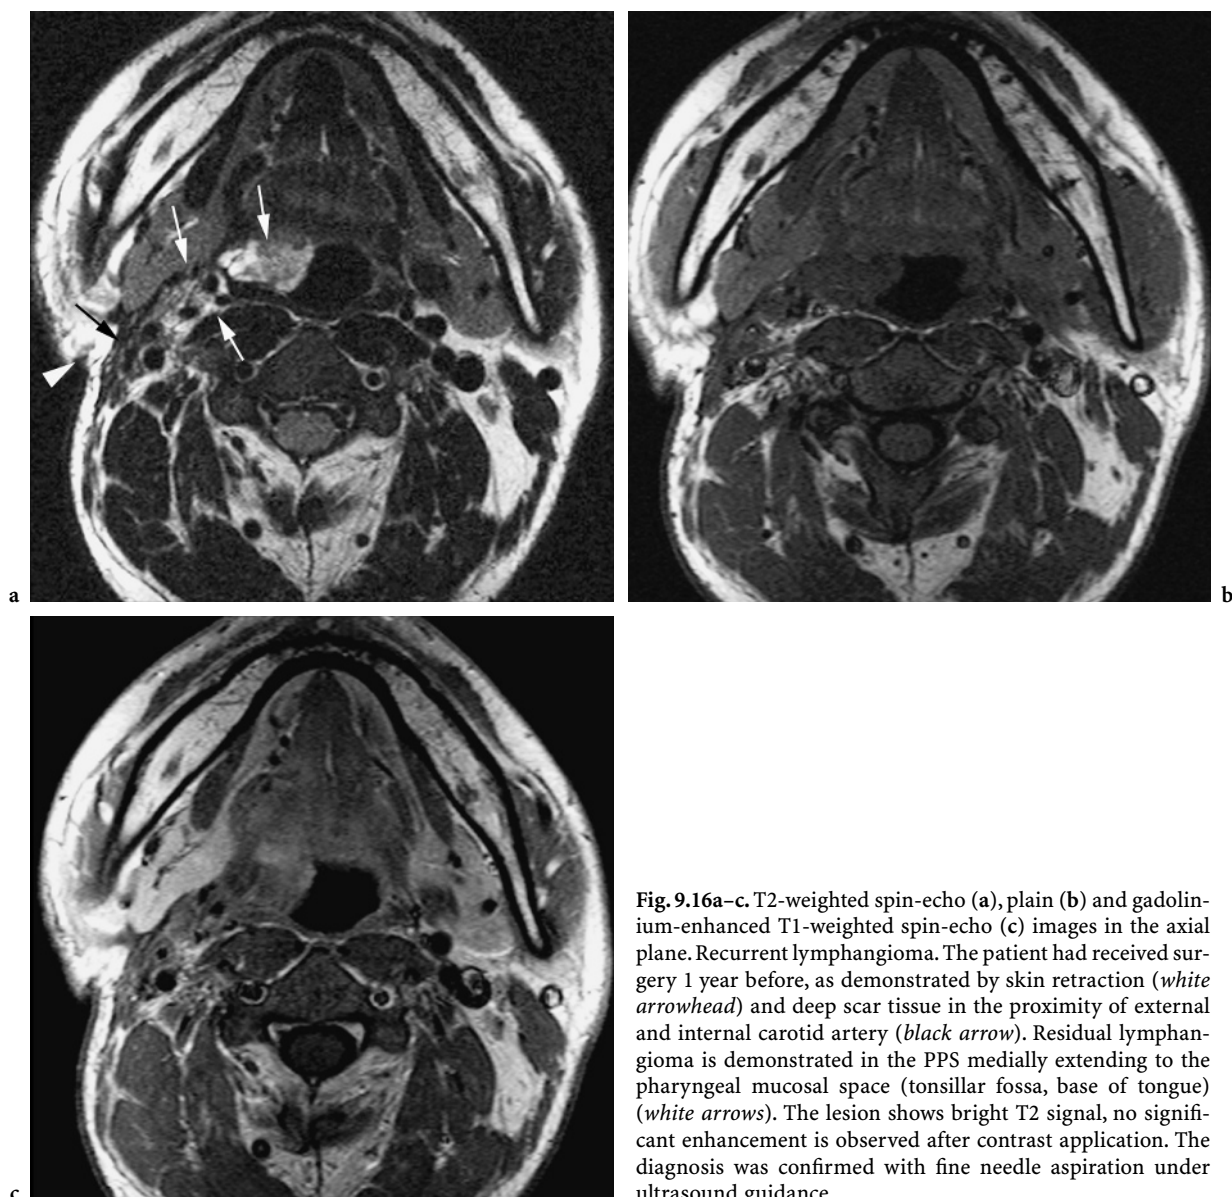 a
b
c
Fig. 9.16a–c. T2-weighted spin-echo (a), plain (b) and gadolin-
ium-enhanced T1-weighted spin-echo (c) images in the axial
plane. Recurrent lymphangioma. The patient had received sur-
gery 1 year before, as demonstrated by skin retraction (white
arrowhead) and deep scar tissue in the proximity of external
and internal carotid artery (black arrow). Residual lymphan-
gioma is demonstrated in the PPS medially extending to the
pharyngeal mucosal space (tonsillar fossa, base of tongue)
(white arrows). The lesion shows bright T2 signal, no signifi-
cant enhancement is observed after contrast application. The
diagnosis was confirmed with fine needle aspiration under
ultrasound guidance